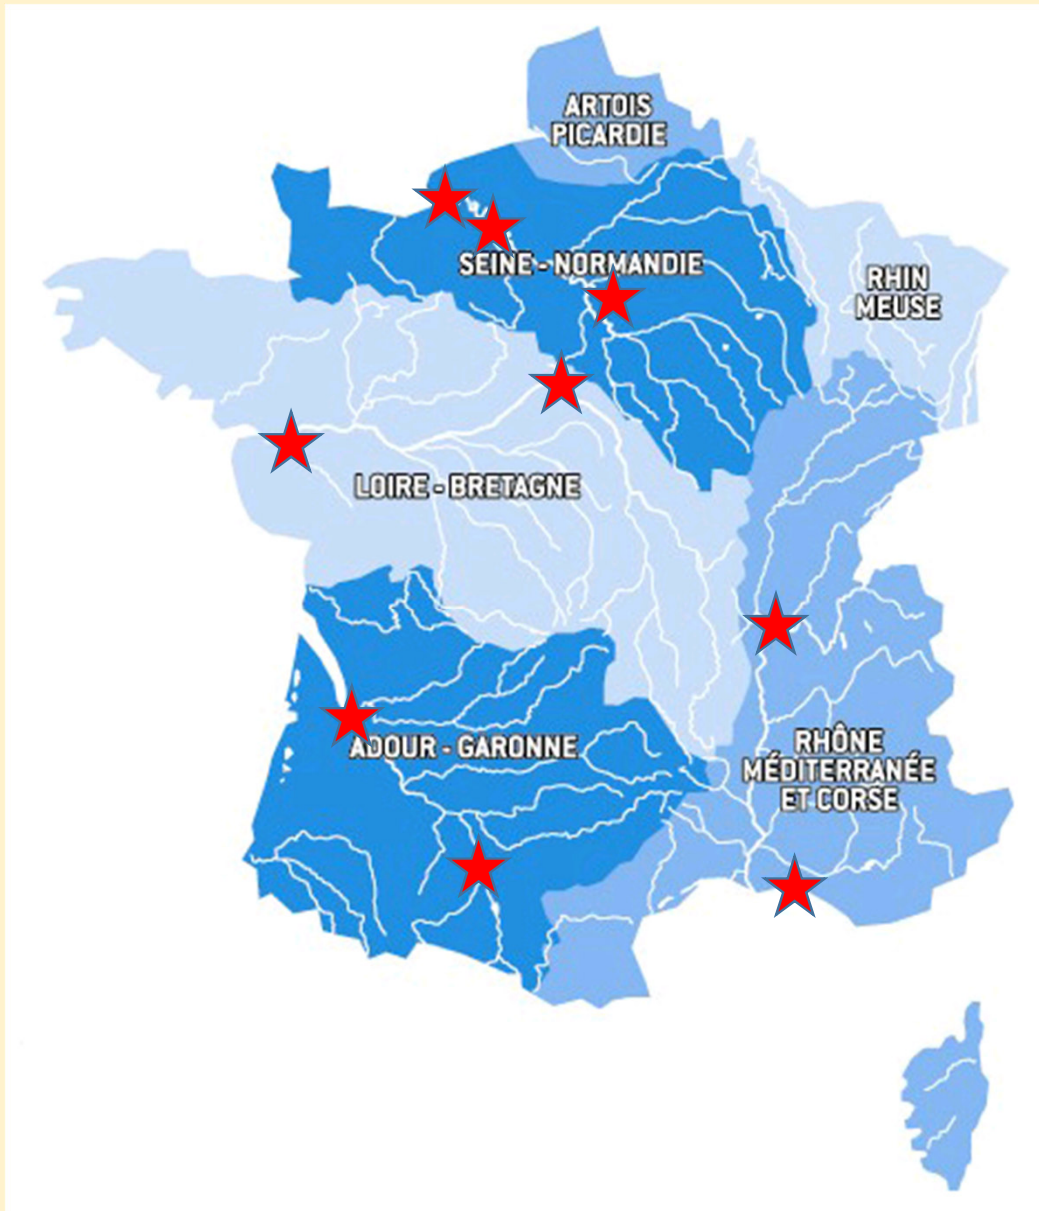 ARTOIS
PICARDIE
SEINE - NORMANDIE
RHIN
MEUSE
LOIRE - BRETAGNE
ADOUR - GARONNE
RHÔNE
MÉDITERRANÉE
ET CORSE